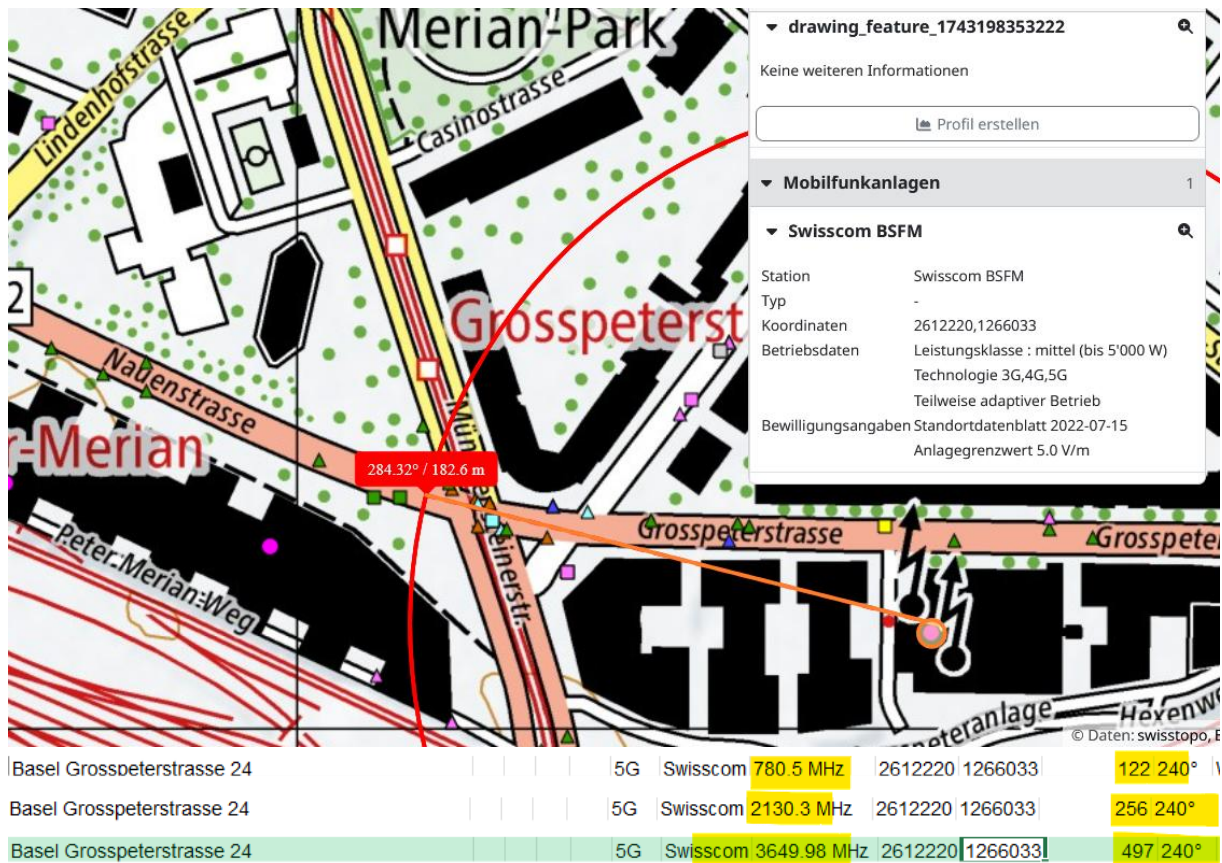 Merian-Park
Lindenhofstrasse
Casinostrasse
Grosspeterst
2
Nauenstrasse
r-Merian
Peter-Merian-Weg
284.32° / 182.6 m
Mün
einerstr.
Grosspeterstrasse
Grosspeter
peteranlage
Hexenw
© Daten: swisstopo, B
drawing_feature_1743198353222
Keine weiteren Informationen
Profil erstellen
Mobilfunkanlagen 1
Swisscom BSFM
Station Swisscom BSFM
Typ -
Koordinaten 2612220,1266033
Betriebsdaten Leistungsklasse : mittel (bis 5'000 W)
Technologie 3G,4G,5G
Teilweise adaptiver Betrieb
Bewilligungsangaben Standortdatenblatt 2022-07-15
Anlagegrenzwert 5.0 V/m
Basel Grosspeterstrasse 24 5G Swisscom 780.5 MHz 2612220 1266033 122 240°
Basel Grosspeterstrasse 24 5G Swisscom 2130.3 MHz 2612220 1266033 256 240°
Basel Grosspeterstrasse 24 5G Swisscom 3649.98 MHz 2612220 1266033 497 240°